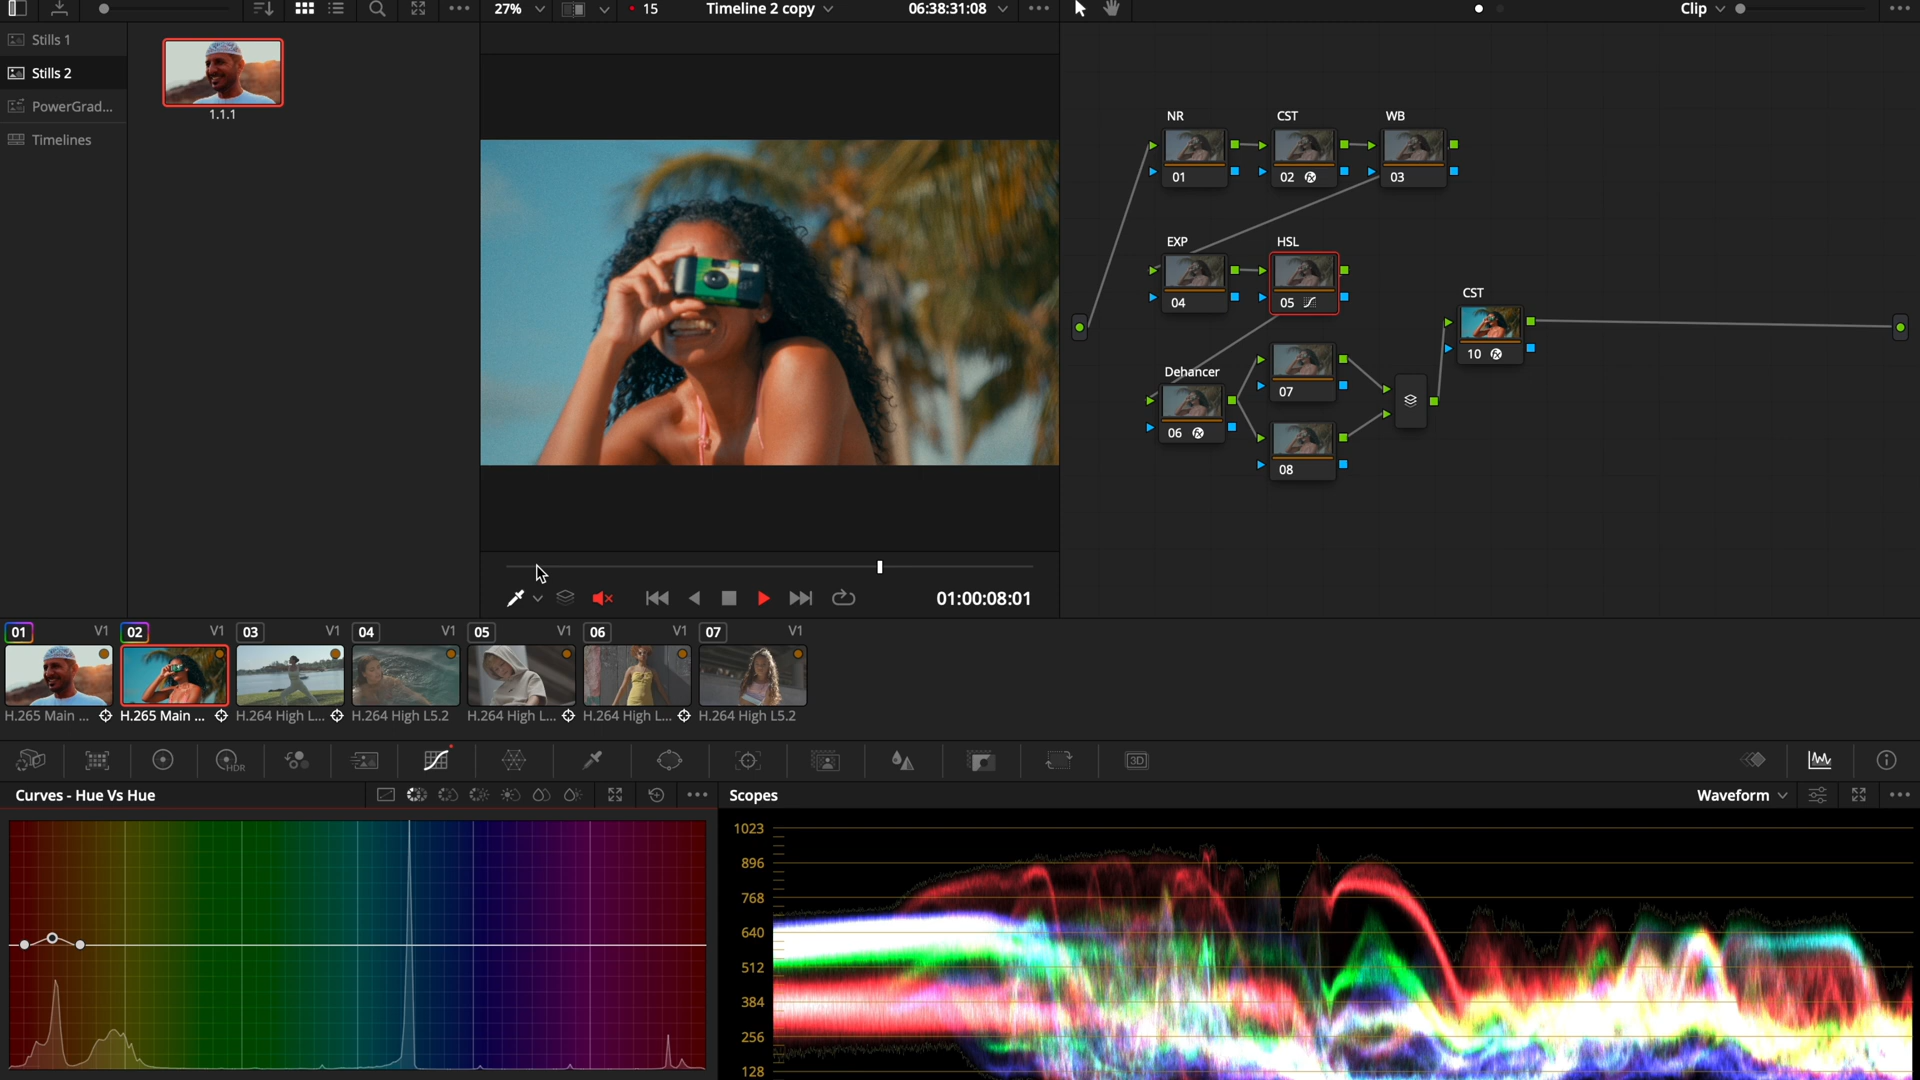 27%
15
Timeline 2 copy
06:38:31:08
Clip
Stills 1
Stills 2
PowerGrad...
Timelines
1.1.1
NR
CST
WB
01
02
03
EXP
HSL
04
05
CST
10
Dehancer
06
07
08
01:00:08:01
01 V1
02 V1
03 V1
04 V1
05 V1
06 V1
07 V1
H.265 Main ...
H.265 Main ...
H.264 High L...
H.264 High L5.2
H.264 High L...
H.264 High L...
H.264 High L5.2
HDR
3D
Curves - Hue Vs Hue
Scopes
Waveform
1023
896
768
640
512
384
256
128